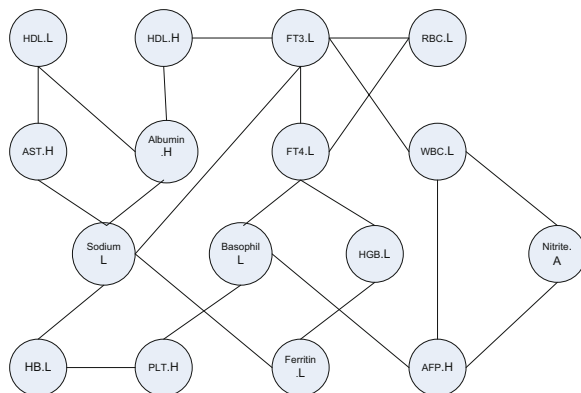 HDL.L
HDL.H
FT3.L
RBC.L
AST.H
Albumin
.H
FT4.L
WBC.L
Sodium
L
Basophil
L
HGB.L
Nitrite.
A
HB.L
PLT.H
Ferritin
.L
AFP.H